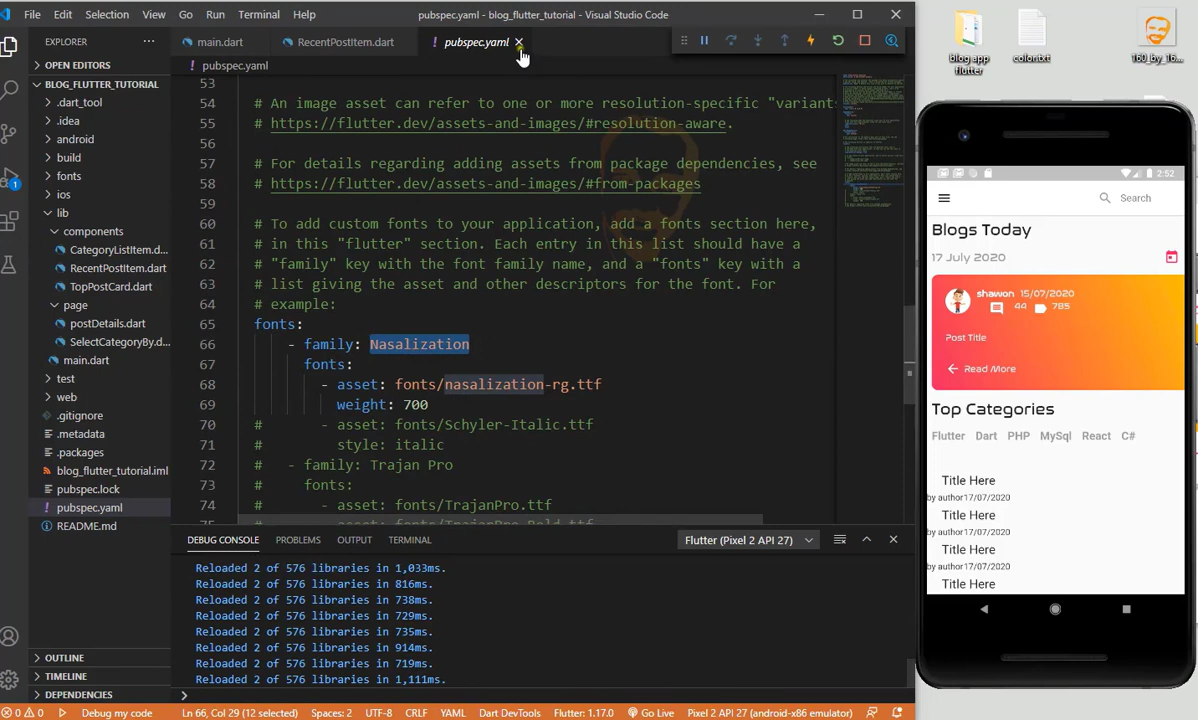 File Edit Selection View Go Run Terminal Help
pubspec.yaml - blog_flutter_tutorial - Visual Studio Code
EXPLORER
OPEN EDITORS
BLOG_FLUTTER_TUTORIAL
.dart_tool
.idea
android
build
fonts
ios
lib
components
CategoryListItem.d...
RecentPostItem.dart
TopPostCard.dart
page
postDetails.dart
SelectCategoryBy.d...
main.dart
test
web
.gitignore
.metadata
.packages
blog_flutter_tutorial.iml
pubspec.lock
pubspec.yaml
README.md
OUTLINE
TIMELINE
DEPENDENCIES
1
main.dart
RecentPostItem.dart
! pubspec.yaml
! pubspec.yaml
53
54 # An image asset can refer to one or more resolution-specific "variants
55 # https://flutter.dev/assets-and-images/#resolution-aware.
56
57 # For details regarding adding assets from package dependencies, see
58 # https://flutter.dev/assets-and-images/#from-packages
59
60 # To add custom fonts to your application, add a fonts section here,
61 # in this "flutter" section. Each entry in this list should have a
62 # "family" key with the font family name, and a "fonts" key with a
63 # list giving the asset and other descriptors for the font. For
64 # example:
65 fonts:
66 - family: Nasalization
67 fonts:
68 - asset: fonts/nasalization-rg.ttf
69 weight: 700
70 # - asset: fonts/Schyler-Italic.ttf
71 # style: italic
72 # - family: Trajan Pro
73 # fonts:
74 # - asset: fonts/TrajanPro.ttf
75 # - asset: fonts/TrajanPro_Bold.ttf
DEBUG CONSOLE PROBLEMS OUTPUT TERMINAL
Flutter (Pixel 2 API 27)
Reloaded 2 of 576 libraries in 1,033ms.
Reloaded 2 of 576 libraries in 816ms.
Reloaded 2 of 576 libraries in 738ms.
Reloaded 2 of 576 libraries in 729ms.
Reloaded 2 of 576 libraries in 735ms.
Reloaded 2 of 576 libraries in 914ms.
Reloaded 2 of 576 libraries in 719ms.
Reloaded 2 of 576 libraries in 1,111ms.
0 0 Debug my code Ln 66, Col 29 (12 selected) Spaces: 2 UTF-8 CRLF YAML Dart DevTools Flutter: 1.17.0 Go Live Pixel 2 API 27 (android-x86 emulator)
blog app
flutter
color.txt
160_by_16...
2:52
Search
Blogs Today
17 July 2020
shawon 15/07/2020
44 785
Post Title
Read More
Top Categories
Flutter Dart PHP MySql React C#
Title Here
by author17/07/2020
Title Here
by author17/07/2020
Title Here
by author17/07/2020
Title Here